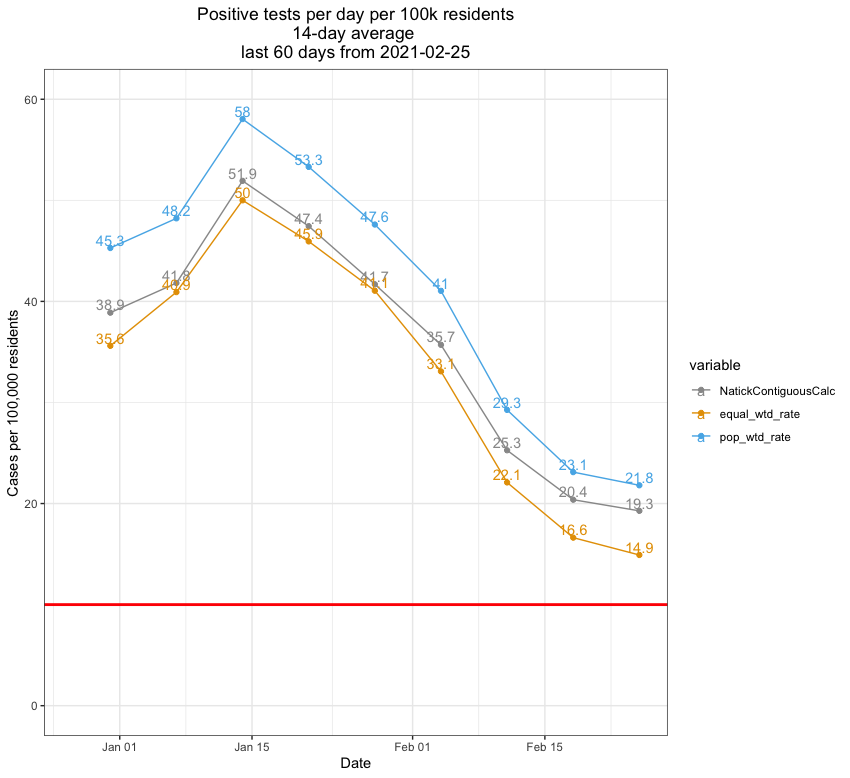 Positive tests per day per 100k residents
14-day average
last 60 days from 2021-02-25
Cases per 100,000 residents
60
40
20
0
58
53.3
51.9
50
48.2
47.6
45.3
47.4
45.9
41.8
40.9
41.7
41.1
41
38.9
35.6
35.7
33.1
29.3
25.3
22.1
23.1
20.4
16.6
21.8
19.3
14.9
Jan 01
Jan 15
Feb 01
Feb 15
Date
variable
a NatickContiguousCalc
a equal_wtd_rate
a pop_wtd_rate